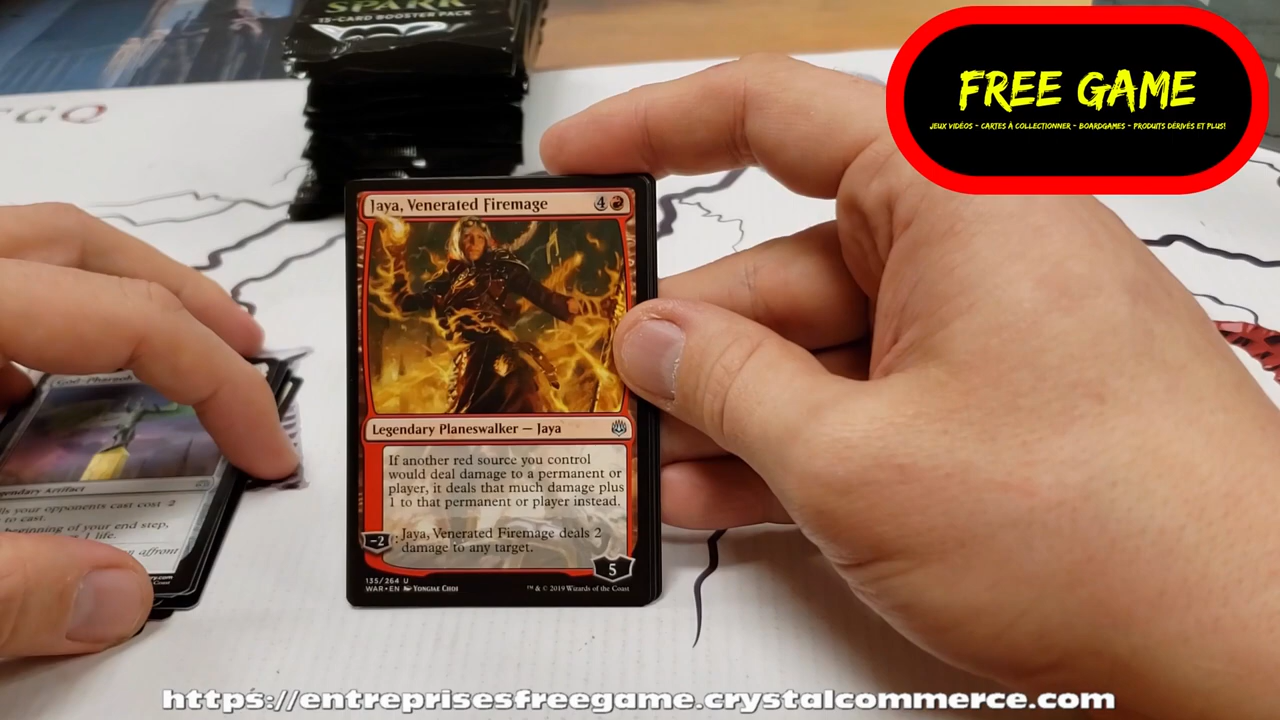 SPARK
15-CARD BOOSTER PACK
FREE GAME
JEUX VIDÉOS - CARTES À COLLECTIONNER - BOARDGAMES - PRODUITS DÉRIVÉS ET PLUS!
Jaya, Venerated Firemage 4
Legendary Planeswalker — Jaya
If another red source you control
would deal damage to a permanent or
player, it deals that much damage plus
1 to that permanent or player instead.
-2: Jaya, Venerated Firemage deals 2
damage to any target.
5
135/264 U
WAR • EN Yongjae Choi
™ & © 2019 Wizards of the Coast
God-Pharaoh
Legendary Artifact
your opponents cast cost 2
to cast.
beginning of your end step,
1 life.
affront
https://entreprisesfreegame.crystalcommerce.com